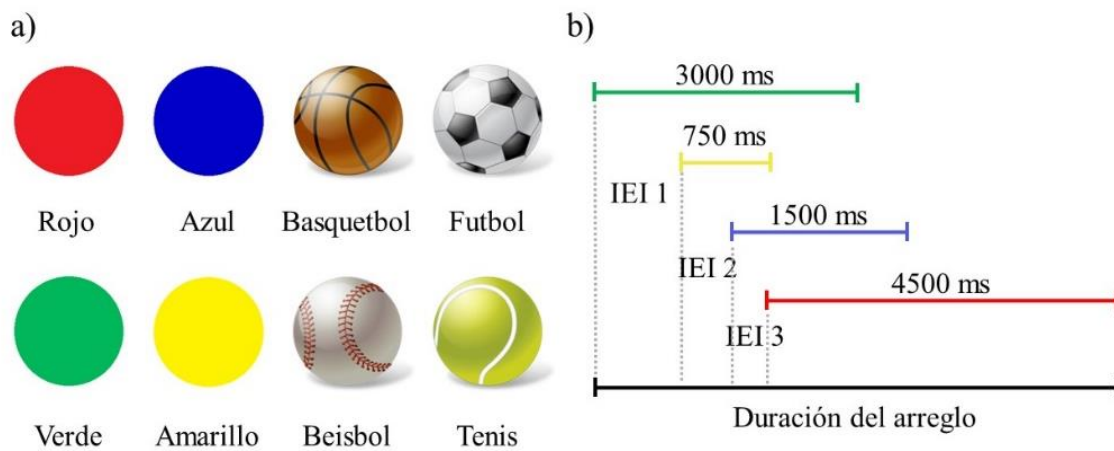 a)
Rojo
Azul
Basquetbol
Futbol
Verde
Amarillo
Beisbol
Tenis
b)
3000 ms
750 ms
IEI 1
1500 ms
IEI 2
4500 ms
IEI 3
Duración del arreglo